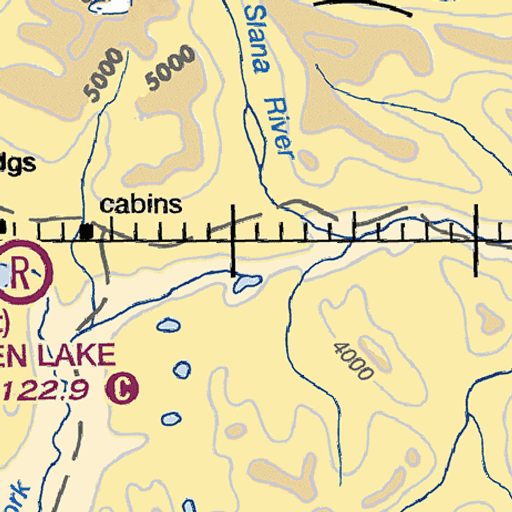 Slana
River
5000
5000
dgs
cabins
R
EN LAKE
122.9 C
4000
ork